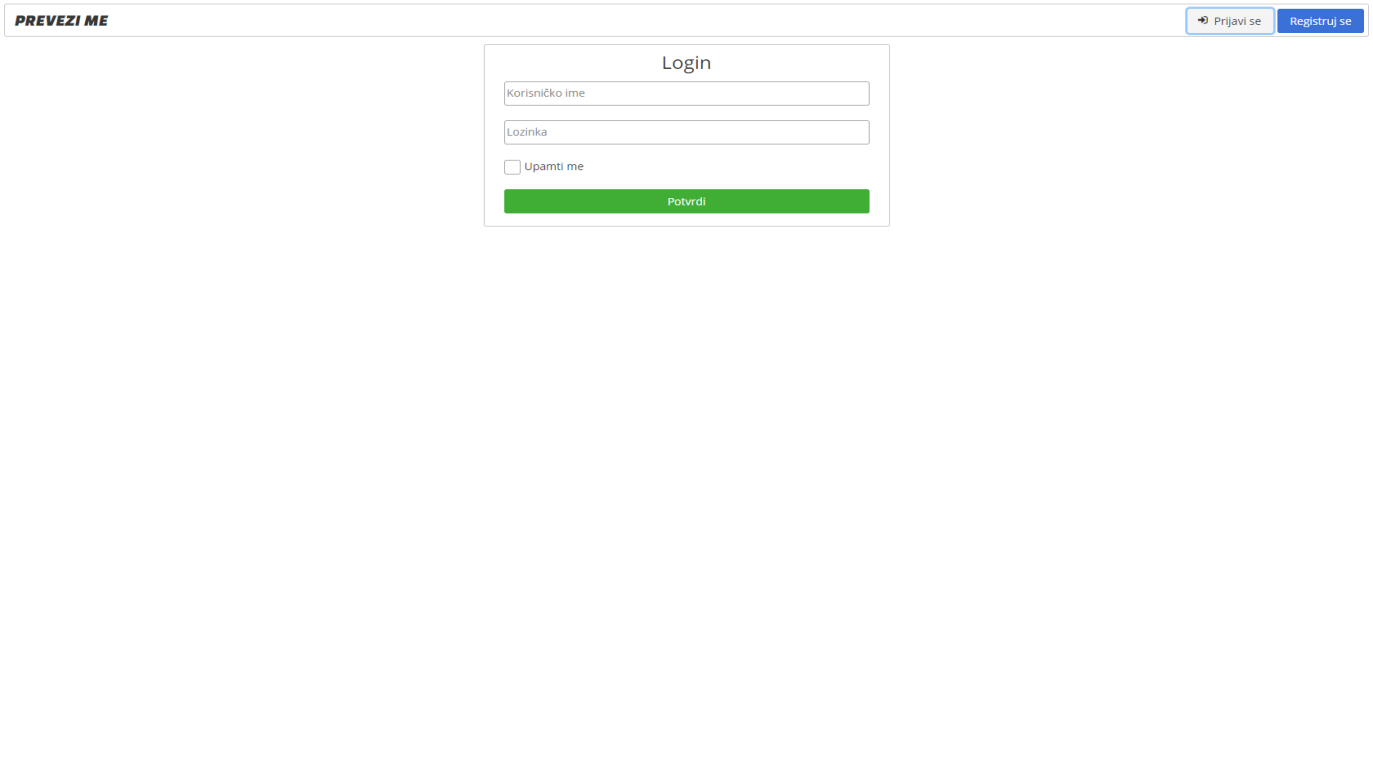 PREVEZI ME
Prijavi se
Registruj se
Login
Korisničko ime
Lozinka
Upamti me
Potvrdi